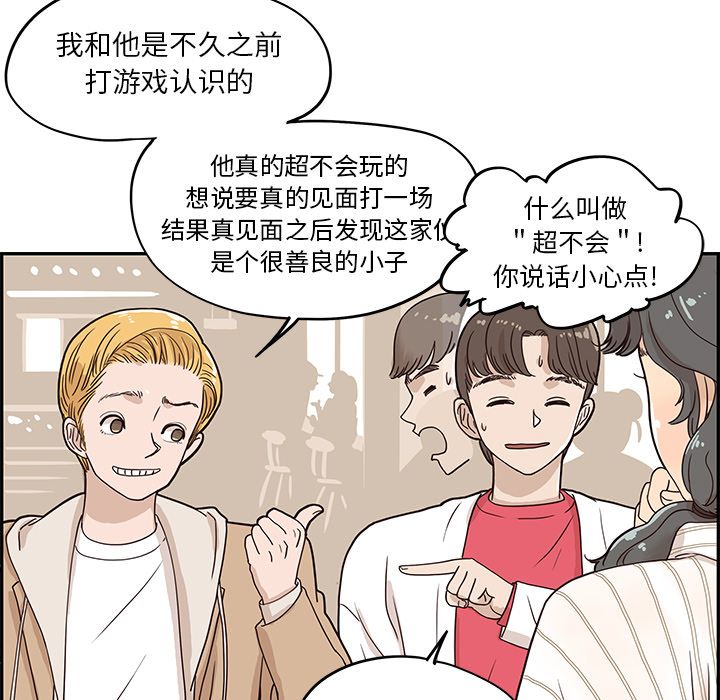 我和他是不久之前
打游戏认识的
他真的超不会玩的
想说要真的见面打一场
结果真见面之后发现这家伙
是个很善良的小子
什么叫做
"超不会"!
你说话小心点!